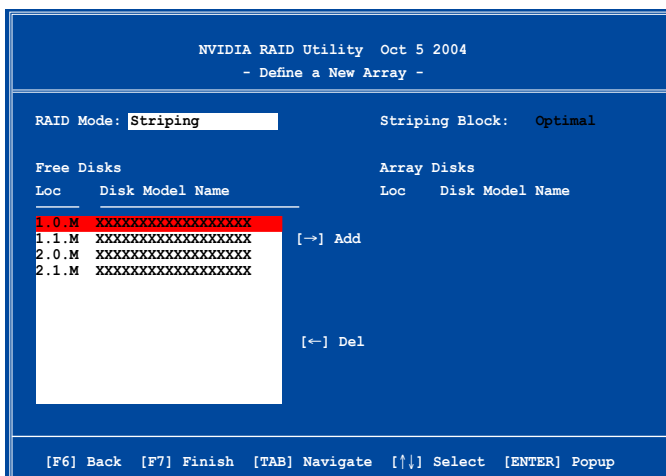 NVIDIA RAID Utility Oct 5 2004
- Define a New Array -
RAID Mode: Striping Striping Block: Optimal
Free Disks Array Disks
Loc Disk Model Name Loc Disk Model Name
1.0.M XXXXXXXXXXXXXXXXXX
1.1.M XXXXXXXXXXXXXXXXXX [→] Add
2.0.M XXXXXXXXXXXXXXXXXX
2.1.M XXXXXXXXXXXXXXXXXX
[←] Del
[F6] Back [F7] Finish [TAB] Navigate [↑↓] Select [ENTER] Popup